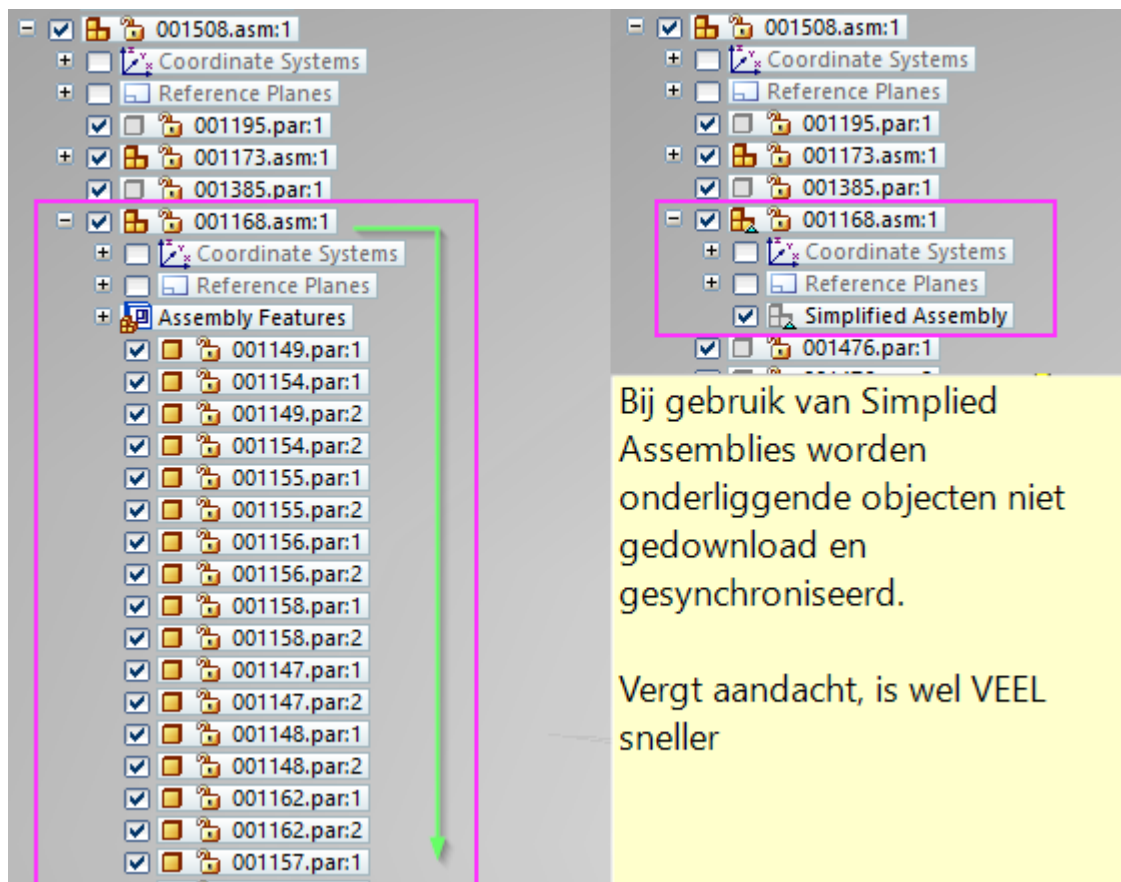 001508.asm:1
Coordinate Systems
Reference Planes
001195.par:1
001173.asm:1
001385.par:1
001168.asm:1
Coordinate Systems
Reference Planes
Assembly Features
001149.par:1
001154.par:1
001149.par:2
001154.par:2
001155.par:1
001155.par:2
001156.par:1
001156.par:2
001158.par:1
001158.par:2
001147.par:1
001147.par:2
001148.par:1
001148.par:2
001162.par:1
001162.par:2
001157.par:1
001508.asm:1
Coordinate Systems
Reference Planes
001195.par:1
001173.asm:1
001385.par:1
001168.asm:1
Coordinate Systems
Reference Planes
Simplified Assembly
001476.par:1
Bij gebruik van Simplied
Assemblies worden
onderliggende objecten niet
gedownload en
gesynchroniseerd.
Vergt aandacht, is wel VEEL
sneller